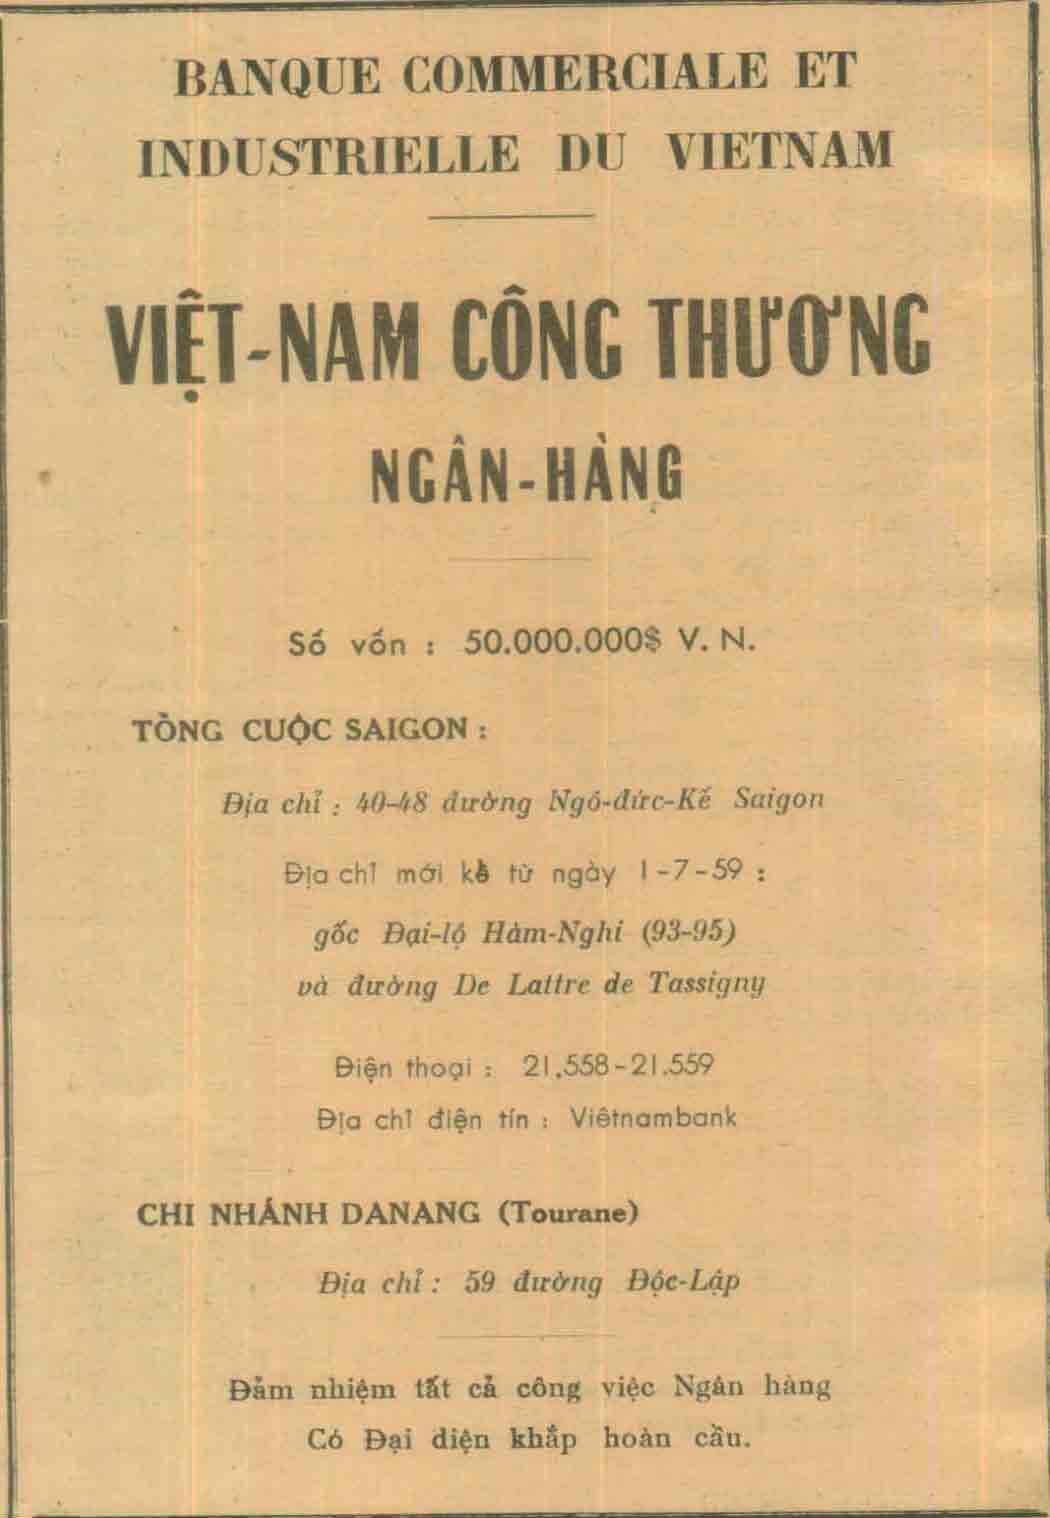 BANQUE COMMERCIALE ET
INDUSTRIELLE DU VIETNAM
VIỆT-NAM CÔNG THƯƠNG
NGÂN-HÀNG
Số vốn : 50.000.000$ V. N.
TỔNG CUỘC SAIGON :
Địa chỉ : 40-48 đường Ngô-đức-Kế Saigon
Địa chỉ mới kể từ ngày 1-7-59 :
gốc Đại-lộ Hàm-Nghi (93-95)
và đường De Lattre de Tassigny
Điện thoại : 21.558-21.559
Địa chỉ điện tín : Viêtnambank
CHI NHÁNH DANANG (Tourane)
Địa chỉ : 59 đường Độc-Lập
Đảm nhiệm tất cả công việc Ngân hàng
Có Đại diện khắp hoàn cầu.